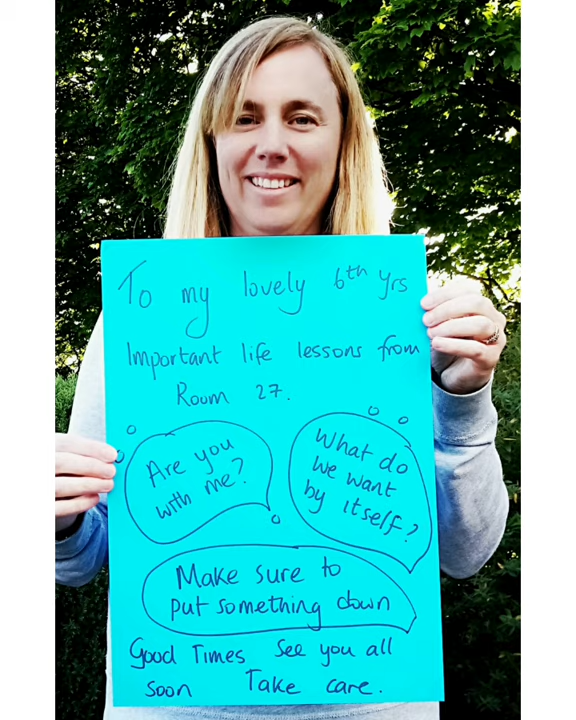 To my lovely 6th yrs
Important life lessons from
Room 27.
Are you
with me?
What do
we want
by itself?
Make sure to
put something down
Good Times See you all
soon Take care.